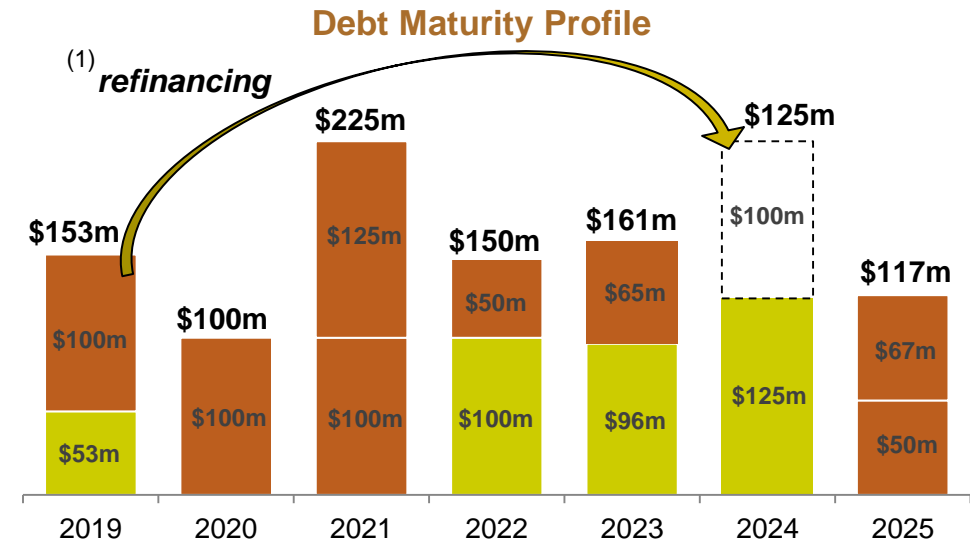 Debt Maturity Profile
(1)
refinancing
$153m
$100m
$53m
$100m
$100m
$225m
$125m
$100m
$150m
$50m
$100m
$161m
$65m
$96m
$125m
$100m
$125m
$117m
$67m
$50m
2019 2020 2021 2022 2023 2024 2025